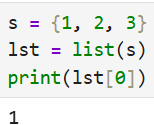 s = {1, 2, 3}
lst = list(s)
print(lst[0])
1